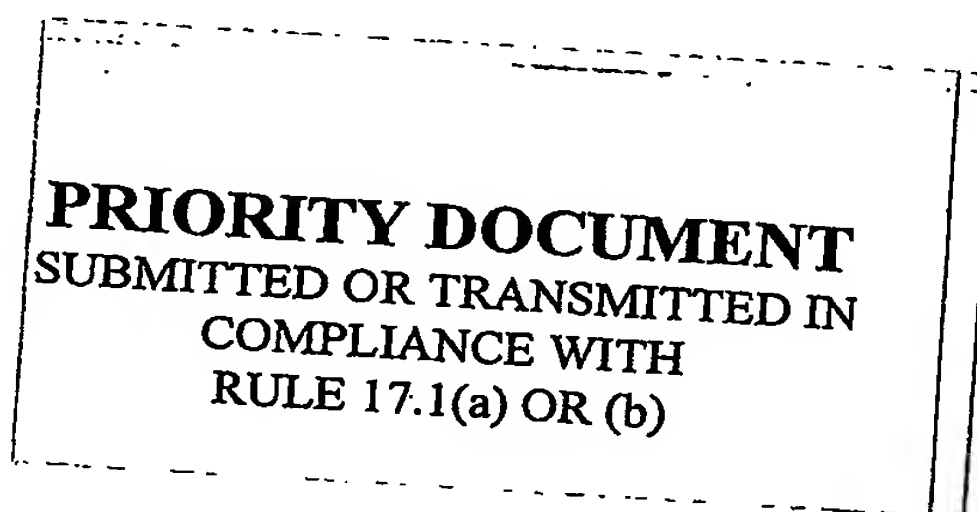 PRIORITY DOCUMENT
SUBMITTED OR TRANSMITTED IN
COMPLIANCE WITH
RULE 17.1(a) OR (b)